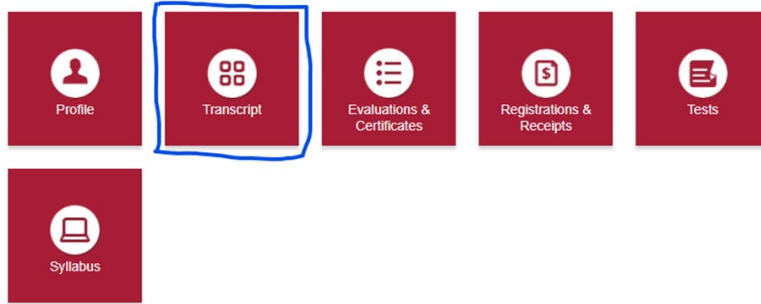 Profile
Transcript
Evaluations &
Certificates
Registrations &
Receipts
Tests
Syllabus